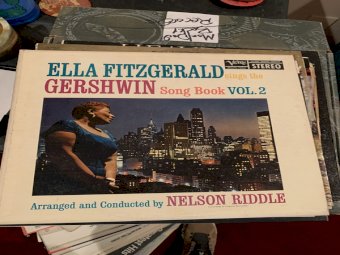 Verve
STEREO
ELLA FITZGERALD sings the
GERSHWIN Song Book VOL. 2
Arranged and Conducted by NELSON RIDDLE